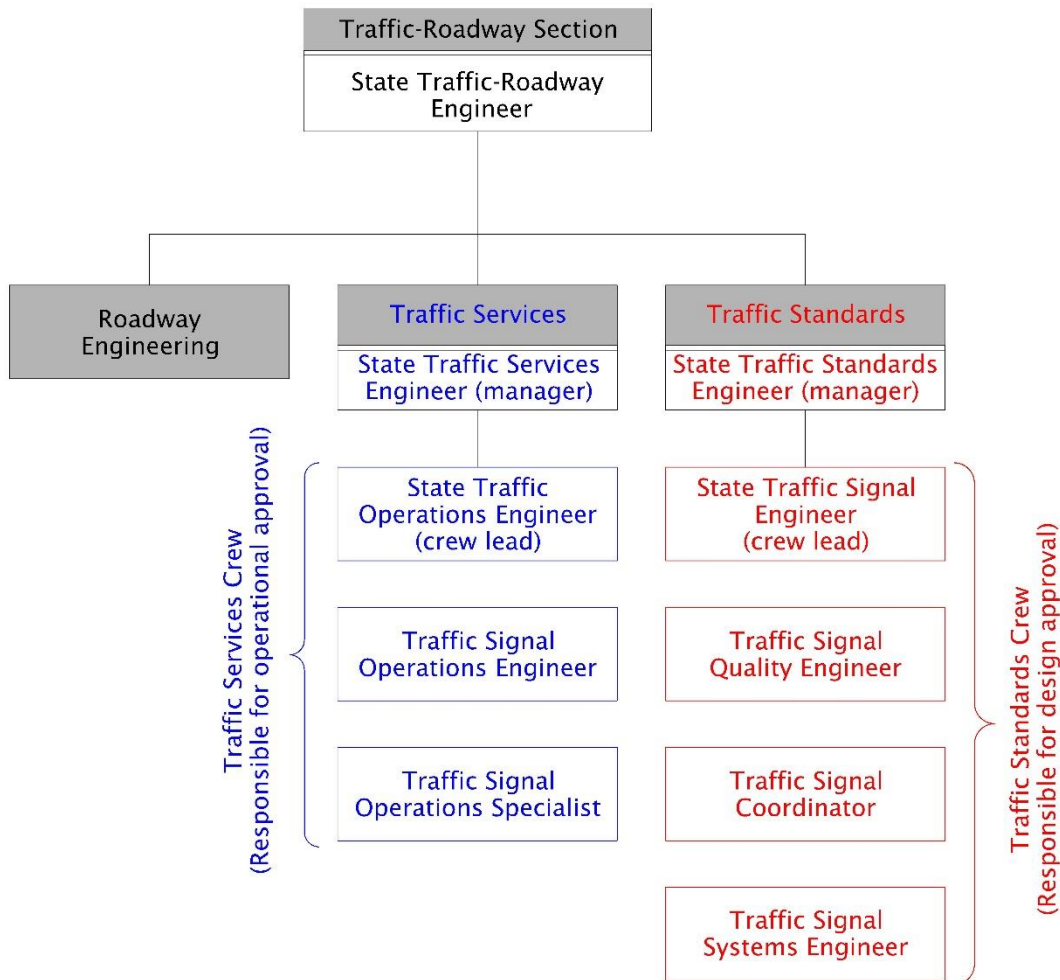 Traffic-Roadway Section
State Traffic-Roadway
Engineer
Roadway
Engineering
Traffic Services
State Traffic Services
Engineer (manager)
Traffic Standards
State Traffic Standards
Engineer (manager)
Traffic Services Crew
(Responsible for operational approval)
State Traffic
Operations Engineer
(crew lead)
Traffic Signal
Operations Engineer
Traffic Signal
Operations Specialist
State Traffic Signal
Engineer
(crew lead)
Traffic Signal
Quality Engineer
Traffic Signal
Coordinator
Traffic Signal
Systems Engineer
Traffic Standards Crew
(Responsible for design approval)